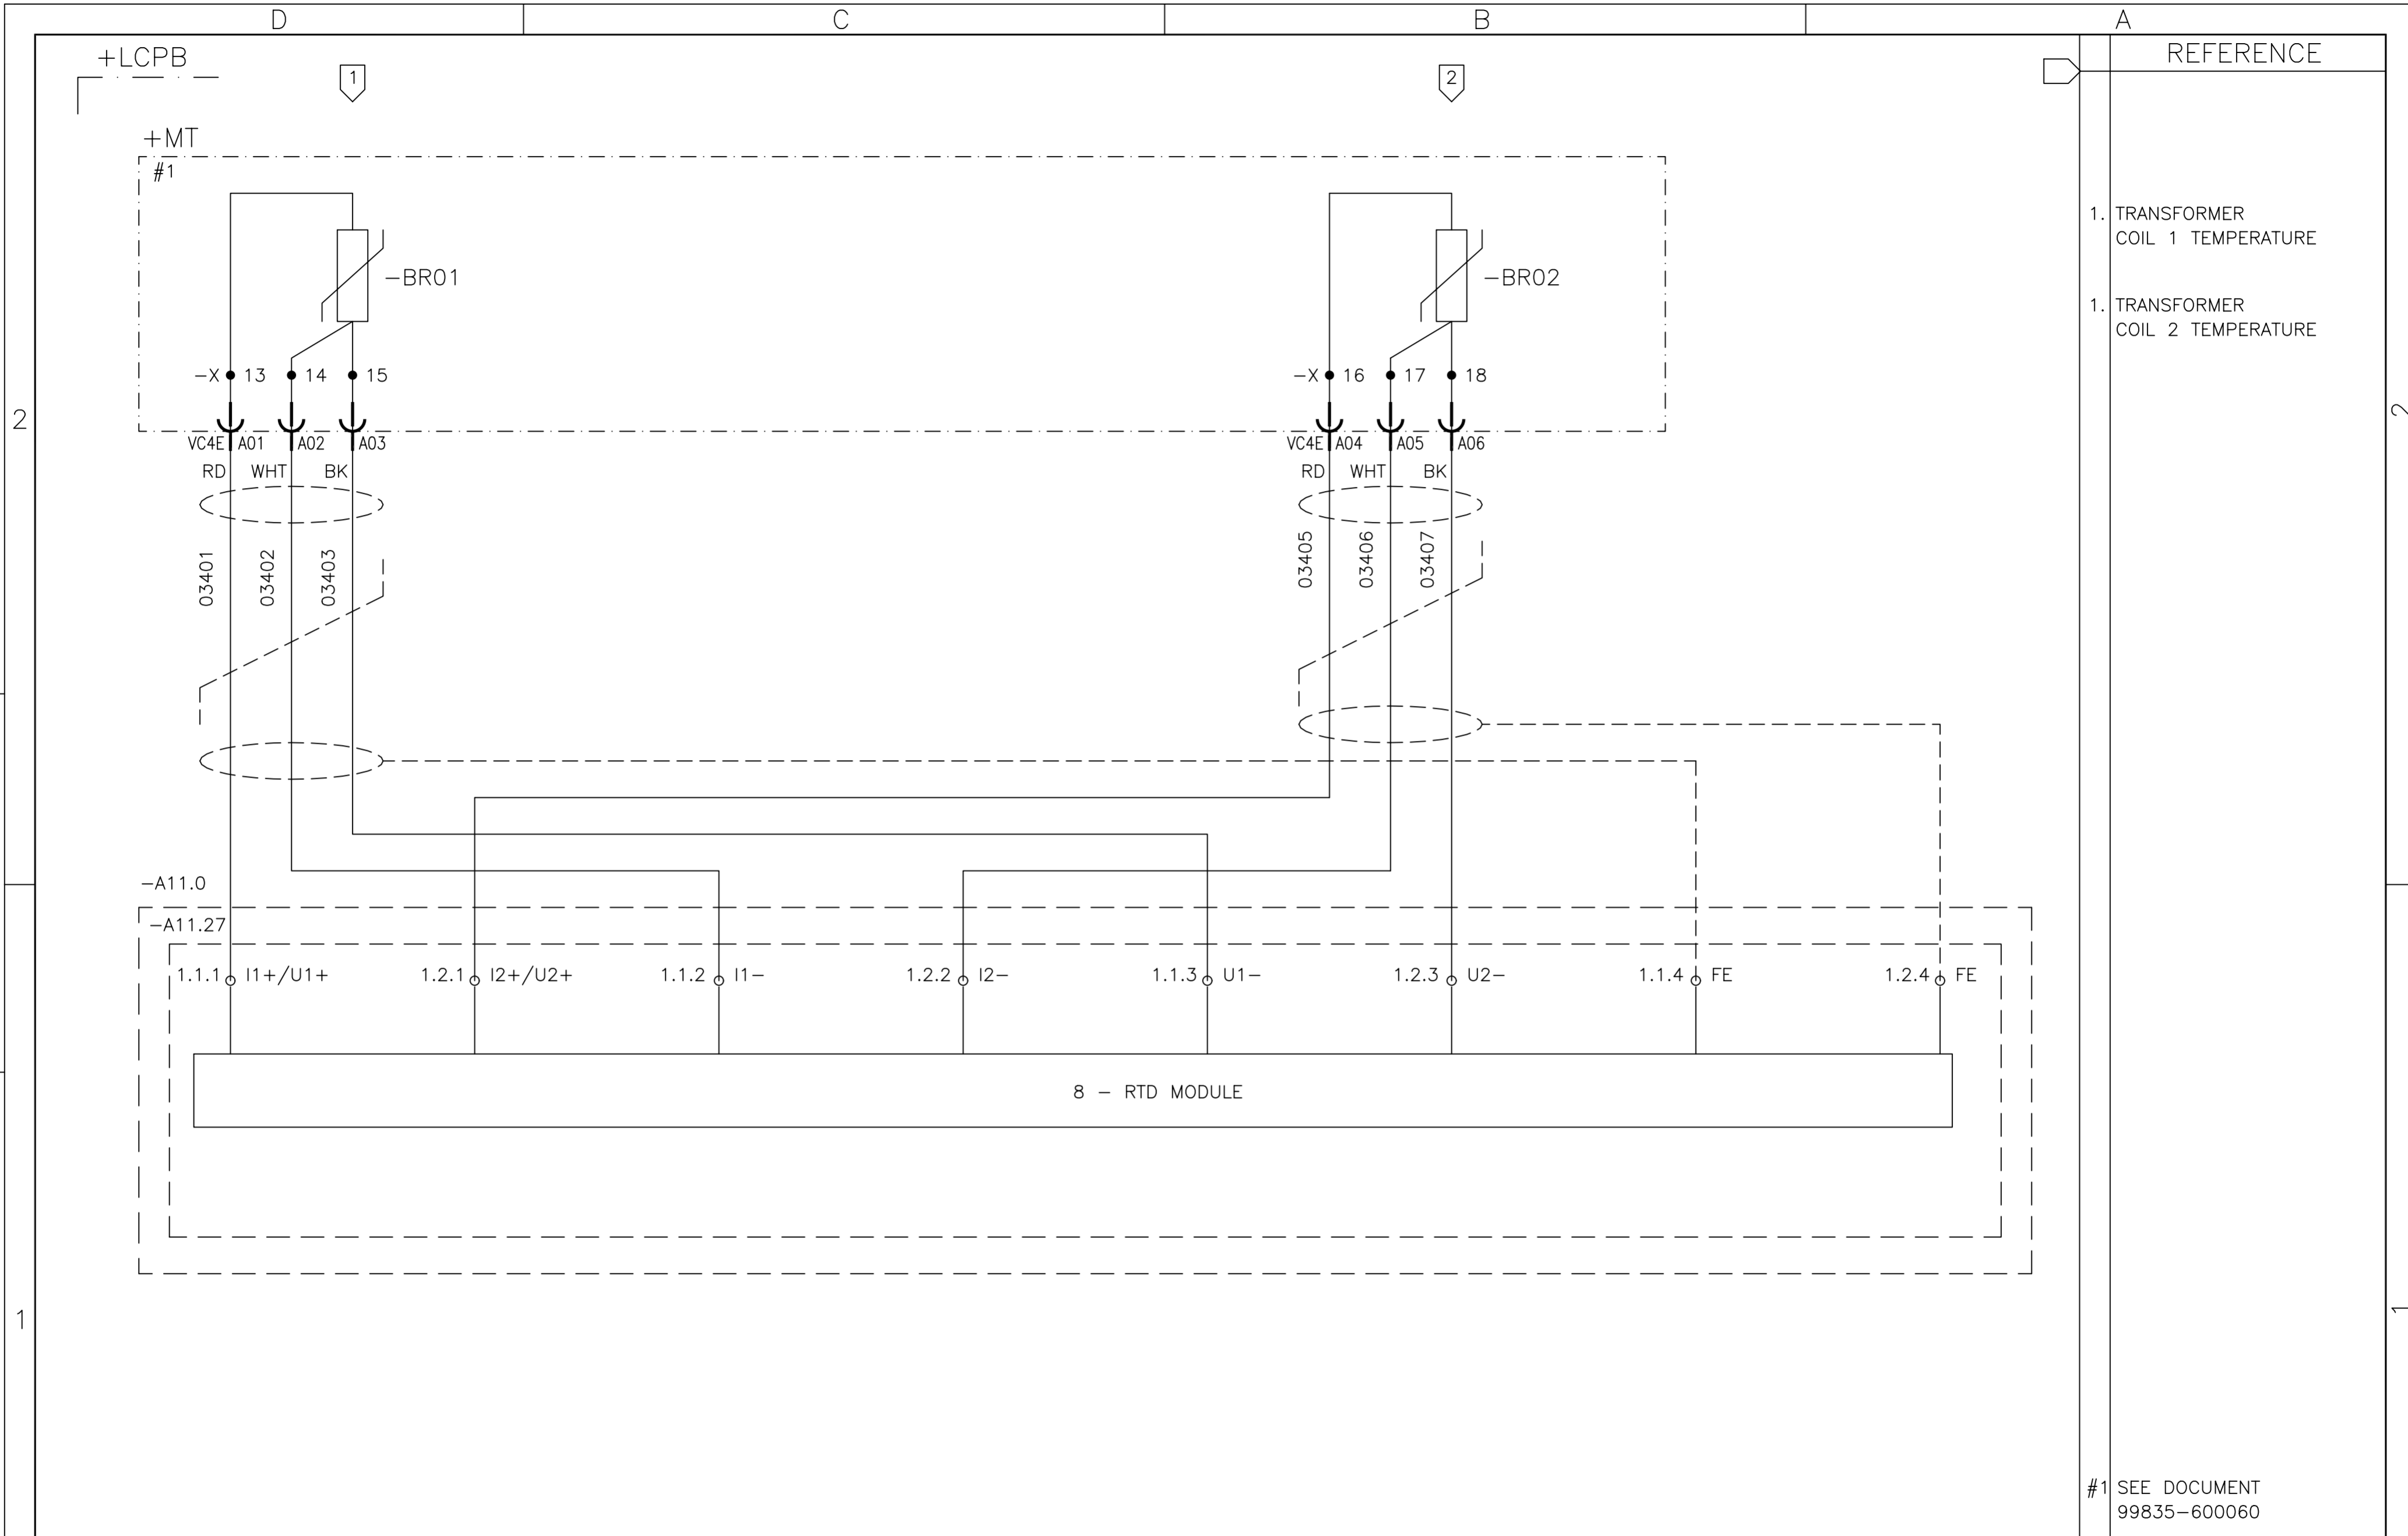 D
C
B
A
+LCPB
1
2
REFERENCE
+MT
#1
1. TRANSFORMER
COIL 1 TEMPERATURE
-BR01
-BR02
1. TRANSFORMER
COIL 2 TEMPERATURE
-X 13 14 15
-X 16 17 18
2
2
VC4E A01 A02 A03
VC4E A04 A05 A06
RD WHT BK
RD WHT BK
03401
03402
03403
03405
03406
03407
-A11.0
-A11.27
1.1.1 I1+/U1+
1.2.1 I2+/U2+
1.1.2 I1-
1.2.2 I2-
1.1.3 U1-
1.2.3 U2-
1.1.4 FE
1.2.4 FE
8 - RTD MODULE
1
1
#1 SEE DOCUMENT
99835-600060